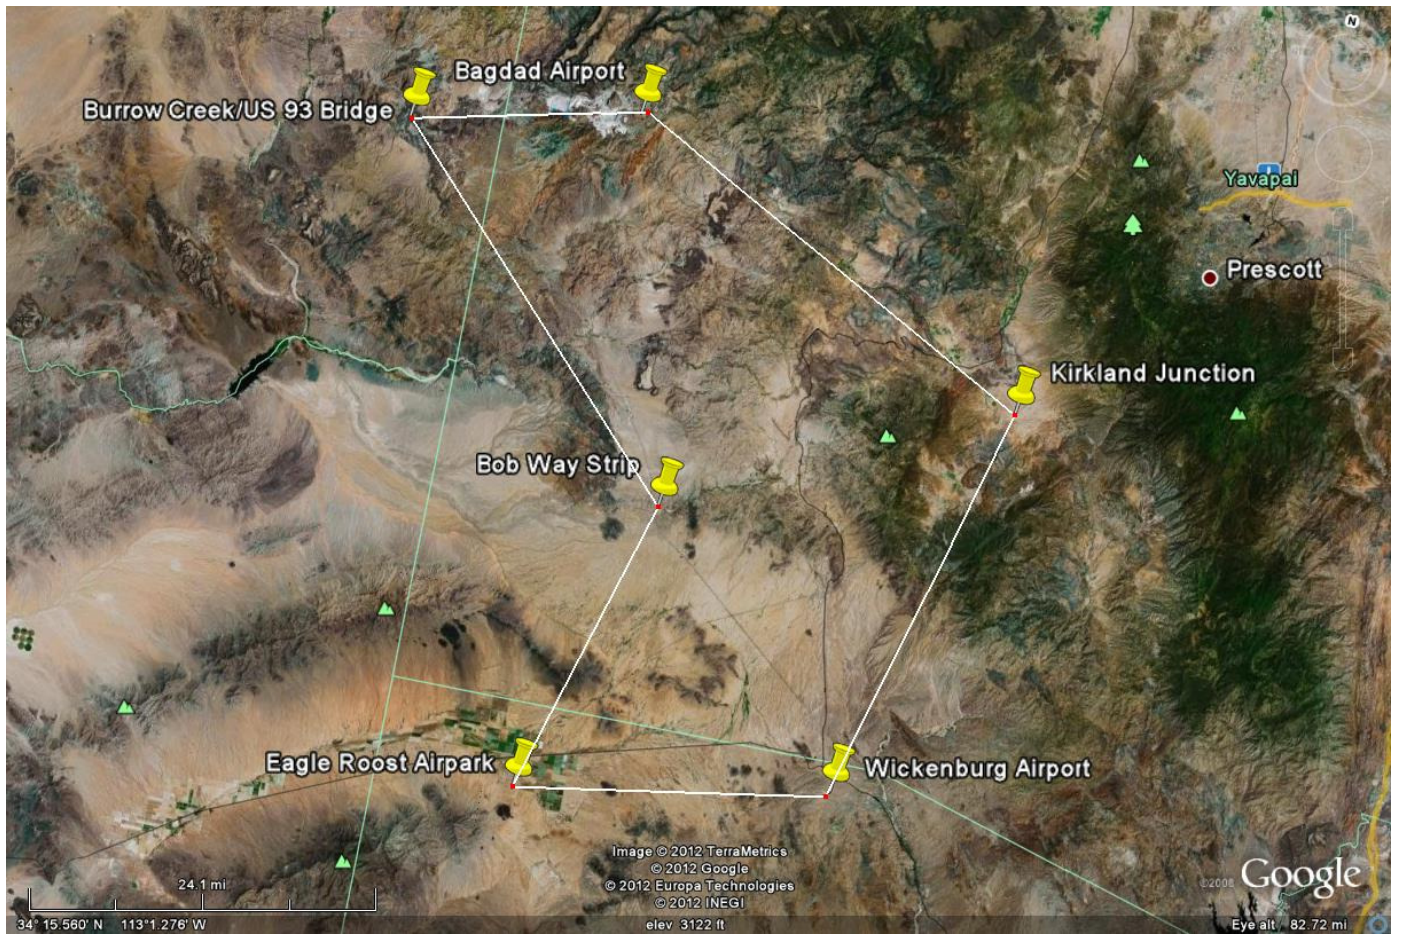 N
Bagdad Airport
Burrow Creek/US 93 Bridge
Yavapai
Prescott
Kirkland Junction
Bob Way Strip
Eagle Roost Airpark
Wickenburg Airport
Image © 2012 TerraMetrics
© 2012 Google
© 2012 Europa Technologies
© 2012 INEGI
©2009 Google
24.1 mi
34° 15.560' N 113°1.276' W
elev 3122 ft
Eye alt 82.72 mi